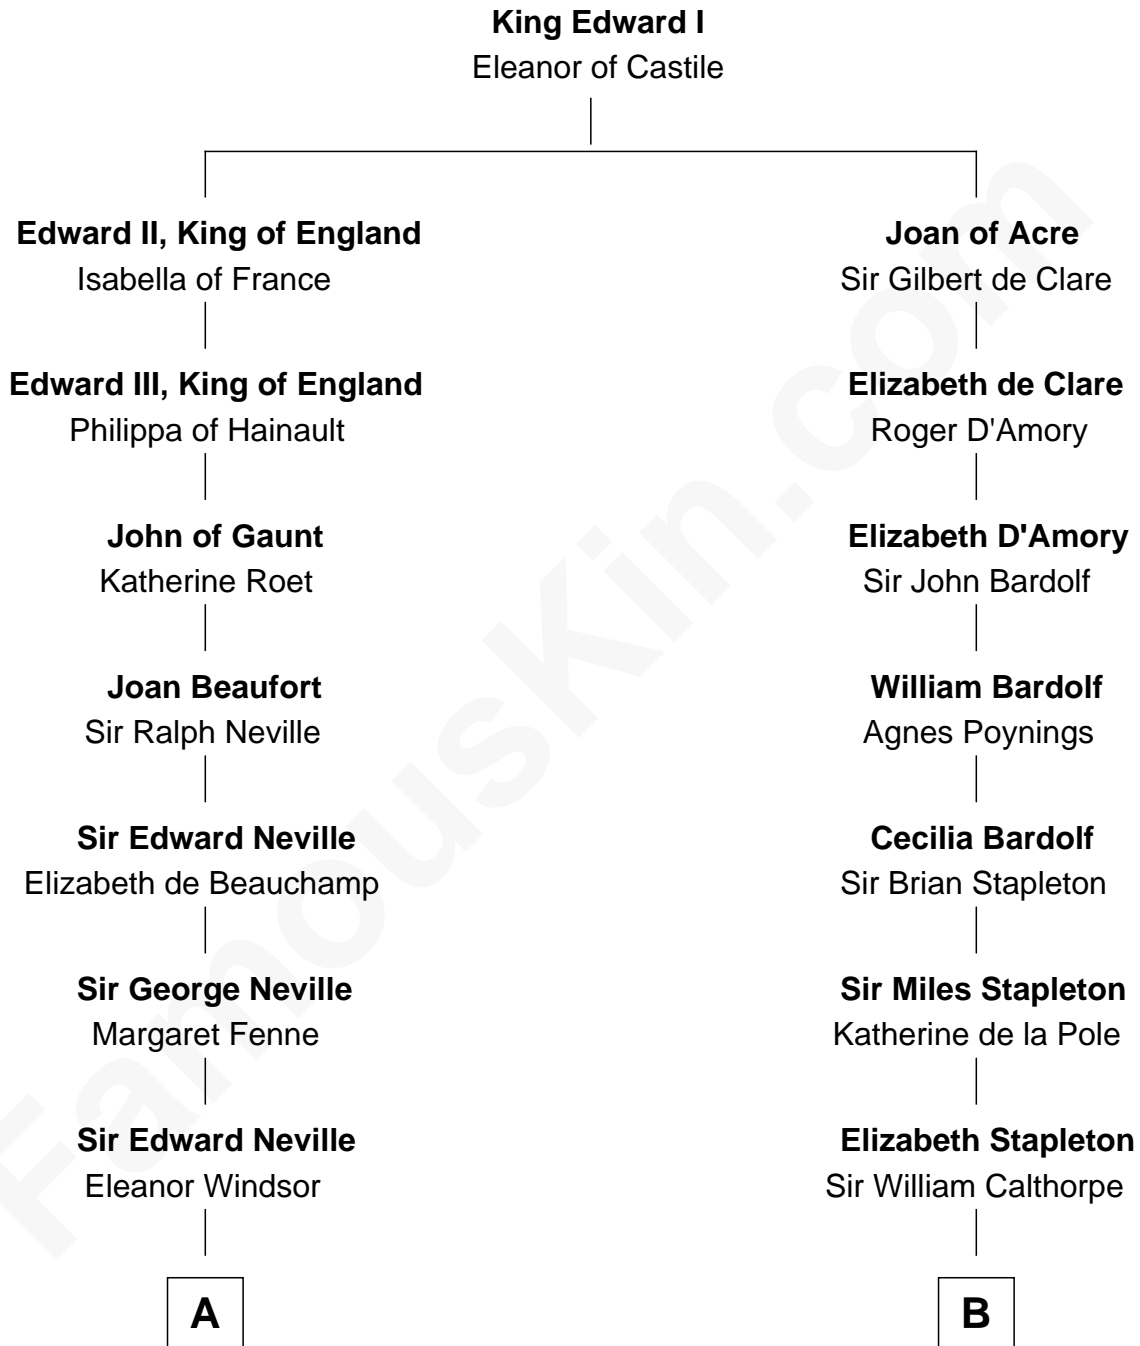 King Edward I
Eleanor of Castile
Edward II, King of England
Isabella of France
Edward III, King of England
Philippa of Hainault
John of Gaunt
Katherine Roet
Joan Beaufort
Sir Ralph Neville
Sir Edward Neville
Elizabeth de Beauchamp
Sir George Neville
Margaret Fenne
Sir Edward Neville
Eleanor Windsor
A
Joan of Acre
Sir Gilbert de Clare
Elizabeth de Clare
Roger D'Amory
Elizabeth D'Amory
Sir John Bardolf
William Bardolf
Agnes Poynings
Cecilia Bardolf
Sir Brian Stapleton
Sir Miles Stapleton
Katherine de la Pole
Elizabeth Stapleton
Sir William Calthorpe
B
FamousKin.com